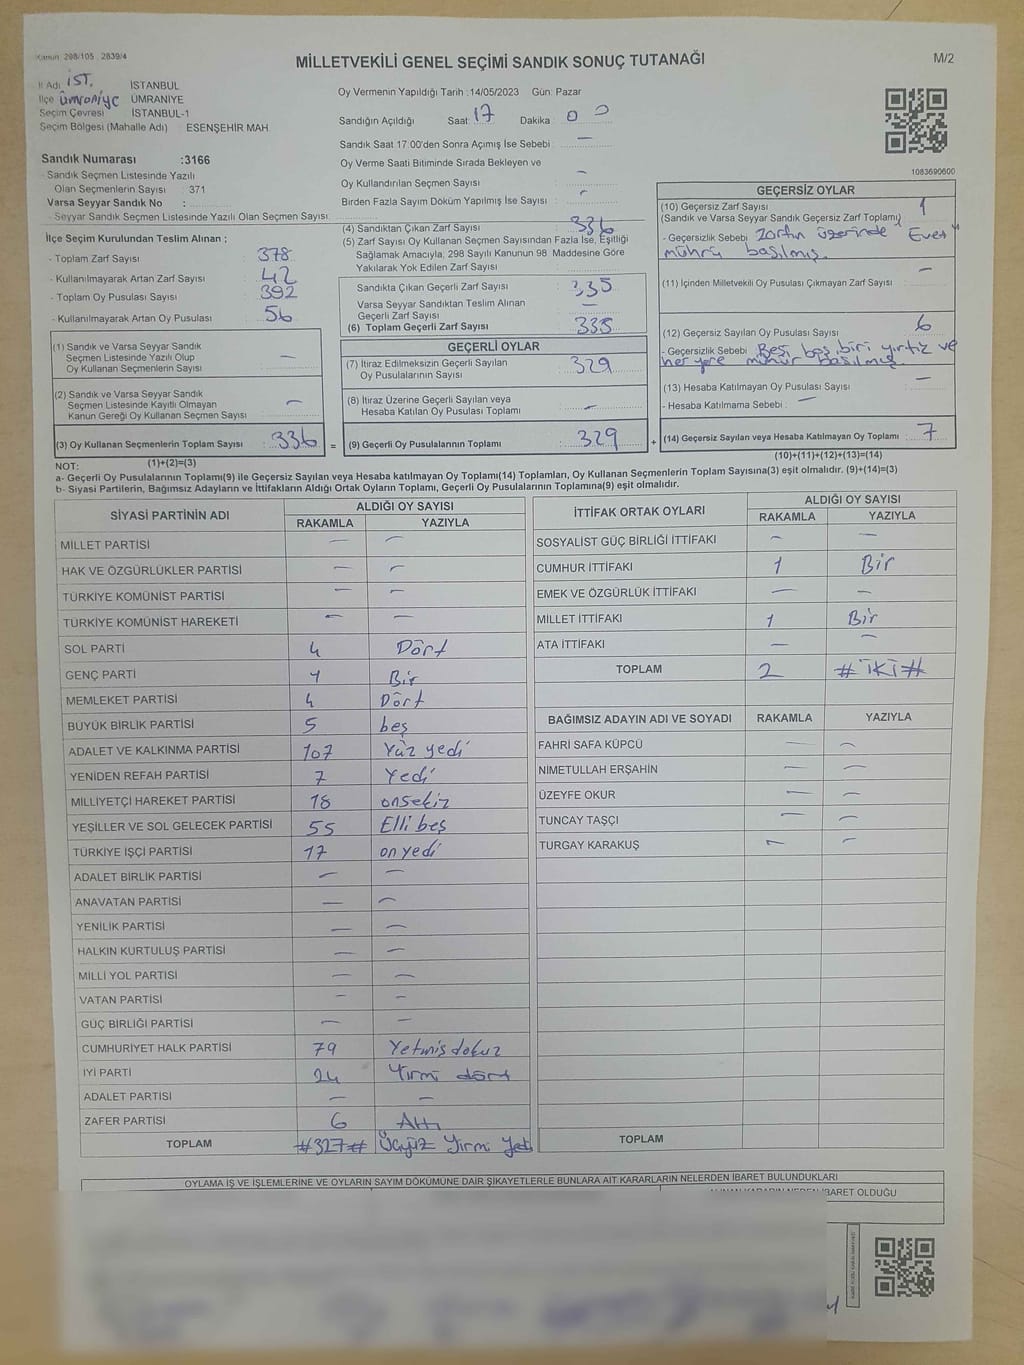 Kanun: 298/105, 2839/4
MİLLETVEKİLİ GENEL SEÇİMİ SANDIK SONUÇ TUTANAĞI
M/2
İl Adı İST. İSTANBUL
İlçe Ümraniye ÜMRANİYE
Seçim Çevresi İSTANBUL-1
Seçim Bölgesi (Mahalle Adı) ESENŞEHİR MAH.
Sandık Numarası :3166
- Sandık Seçmen Listesinde Yazılı
Olan Seçmenlerin Sayısı : 371
Varsa Seyyar Sandık No :
- Seyyar Sandık Seçmen Listesinde Yazılı Olan Seçmen Sayısı
Oy Vermenin Yapıldığı Tarih :14/05/2023 Gün: Pazar
Sandığın Açıldığı Saat 17 Dakika 0 0
Sandık Saat 17:00'den Sonra Açımış İse Sebebi : —
Oy Verme Saati Bitiminde Sırada Bekleyen ve
Oy Kullandırılan Seçmen Sayısı : —
Birden Fazla Sayım Döküm Yapılmış İse Sayısı : —
1083690600
İlçe Seçim Kurulundan Teslim Alınan ;
- Toplam Zarf Sayısı : 378
- Kullanılmayarak Artan Zarf Sayısı : 42
- Toplam Oy Pusulası Sayısı : 392
- Kullanılmayarak Artan Oy Pusulası : 56
(4) Sandıktan Çıkan Zarf Sayısı : 336
(5) Zarf Sayısı Oy Kullanan Seçmen Sayısından Fazla İse, Eşitliği
Sağlamak Amacıyla; 298 Sayılı Kanunun 98. Maddesine Göre
Yakılarak Yok Edilen Zarf Sayısı :
Sandıkta Çıkan Geçerli Zarf Sayısı : 335
Varsa Seyyar Sandıktan Teslim Alınan
Geçerli Zarf Sayısı : —
(6) Toplam Geçerli Zarf Sayısı : 335
GEÇERSİZ OYLAR
(10) Geçersiz Zarf Sayısı : 1
(Sandık ve Varsa Seyyar Sandık Geçersiz Zarf Toplamı)
- Geçersizlik Sebebi : Zarfın üzerinde "Evet"
mührü basılmış.
(11) İçinden Milletvekili Oy Pusulası Çıkmayan Zarf Sayısı : —
(12) Geçersiz Sayılan Oy Pusulası Sayısı : 6
- Geçersizlik Sebebi : Beşi boş, biri yırtık ve
her yere mühür basılmış.
(13) Hesaba Katılmayan Oy Pusulası Sayısı : —
- Hesaba Katılmama Sebebi : —
(14) Geçersiz Sayılan veya Hesaba Katılmayan Oy Toplamı : 7
(10)+(11)+(12)+(13)=(14)
(1) Sandık ve Varsa Seyyar Sandık
Seçmen Listesinde Yazılı Olup
Oy Kullanan Seçmenlerin Sayısı : —
(2) Sandık ve Varsa Seyyar Sandık
Seçmen Listesinde Kayıtlı Olmayan
Kanun Gereği Oy Kullanan Seçmen Sayısı : —
(3) Oy Kullanan Seçmenlerin Toplam Sayısı : 336 =
(1)+(2)=(3)
GEÇERLİ OYLAR
(7) İtiraz Edilmeksizin Geçerli Sayılan
Oy Pusulalarının Sayısı : 329
(8) İtiraz Üzerine Geçerli Sayılan veya
Hesaba Katılan Oy Pusulası Toplamı : —
(9) Geçerli Oy Pusulalarının Toplamı : 329 +
NOT:
a- Geçerli Oy Pusulalarının Toplamı(9) ile Geçersiz Sayılan veya Hesaba katılmayan Oy Toplamı(14) Toplamları, Oy Kullanan Seçmenlerin Toplam Sayısına(3) eşit olmalıdır. (9)+(14)=(3)
b- Siyasi Partilerin, Bağımsız Adayların ve İttifakların Aldığı Ortak Oyların Toplamı, Geçerli Oy Pusulalarının Toplamına(9) eşit olmalıdır.
SİYASİ PARTİNİN ADI ALDIĞI OY SAYISI
RAKAMLA YAZIYLA
MİLLET PARTİSİ — —
HAK VE ÖZGÜRLÜKLER PARTİSİ — —
TÜRKİYE KOMÜNİST PARTİSİ — —
TÜRKİYE KOMÜNİST HAREKETİ — —
SOL PARTİ 4 Dört
GENÇ PARTİ 1 Bir
MEMLEKET PARTİSİ 4 Dört
BÜYÜK BİRLİK PARTİSİ 5 beş
ADALET VE KALKINMA PARTİSİ 107 Yüz yedi
YENİDEN REFAH PARTİSİ 7 Yedi
MİLLİYETÇİ HAREKET PARTİSİ 18 onsekiz
YEŞİLLER VE SOL GELECEK PARTİSİ 55 Elli beş
TÜRKİYE İŞÇİ PARTİSİ 17 on yedi
ADALET BİRLİK PARTİSİ — —
ANAVATAN PARTİSİ — —
YENİLİK PARTİSİ — —
HALKIN KURTULUŞ PARTİSİ — —
MİLLİ YOL PARTİSİ — —
VATAN PARTİSİ — —
GÜÇ BİRLİĞİ PARTİSİ — —
CUMHURİYET HALK PARTİSİ 79 Yetmiş dokuz
İYİ PARTİ 24 Yirmi dört
ADALET PARTİSİ — —
ZAFER PARTİSİ 6 Altı
TOPLAM #327# Üçyüz Yirmi Yedi
İTTİFAK ORTAK OYLARI ALDIĞI OY SAYISI
RAKAMLA YAZIYLA
SOSYALİST GÜÇ BİRLİĞİ İTTİFAKI — —
CUMHUR İTTİFAKI 1 Bir
EMEK VE ÖZGÜRLÜK İTTİFAKI — —
MİLLET İTTİFAKI 1 Bir
ATA İTTİFAKI — —
TOPLAM 2 #İKİ#
BAĞIMSIZ ADAYIN ADI VE SOYADI RAKAMLA YAZIYLA
FAHRİ SAFA KÜPCÜ — —
NİMETULLAH ERŞAHİN — —
ÜZEYFE OKUR — —
TUNCAY TAŞÇI — —
TURGAY KARAKUŞ — —
TOPLAM
OYLAMA İŞ VE İŞLEMLERİNE VE OYLARIN SAYIM DÖKÜMÜNE DAİR ŞİKAYETLERLE BUNLARA AİT KARARLARIN NELERDEN İBARET BULUNDUKLARI
İBARET OLDUĞU